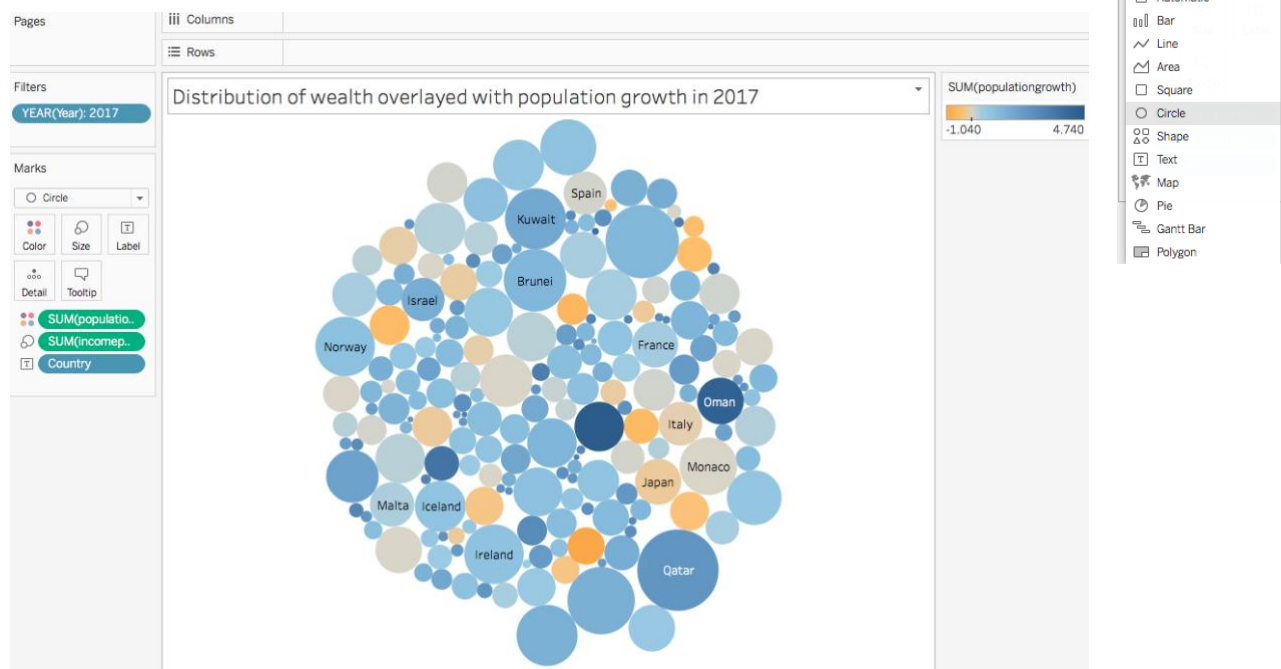 Pages
Columns
Rows
Filters
YEAR(Year): 2017
Marks
Circle
Color
Size
Label
Detail
Tooltip
SUM(populatio..
SUM(incomep..
Country
Distribution of wealth overlayed with population growth in 2017
Spain
Kuwait
Brunei
Israel
Norway
France
Oman
Italy
Monaco
Japan
Malta
Iceland
Ireland
Qatar
SUM(populationgrowth)
-1.040
4.740
Automatic
Bar
Line
Area
Square
Circle
Shape
Text
Map
Pie
Gantt Bar
Polygon